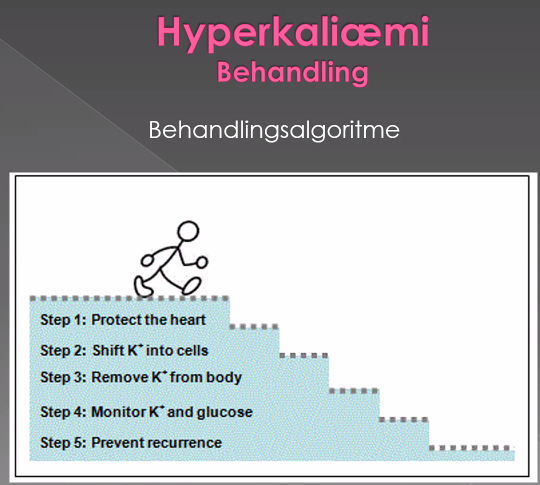 Hyperkaliæmi
Behandling
Behandlingsalgoritme
Step 1: Protect the heart
Step 2: Shift K⁺ into cells
Step 3: Remove K⁺ from body
Step 4: Monitor K⁺ and glucose
Step 5: Prevent recurrence